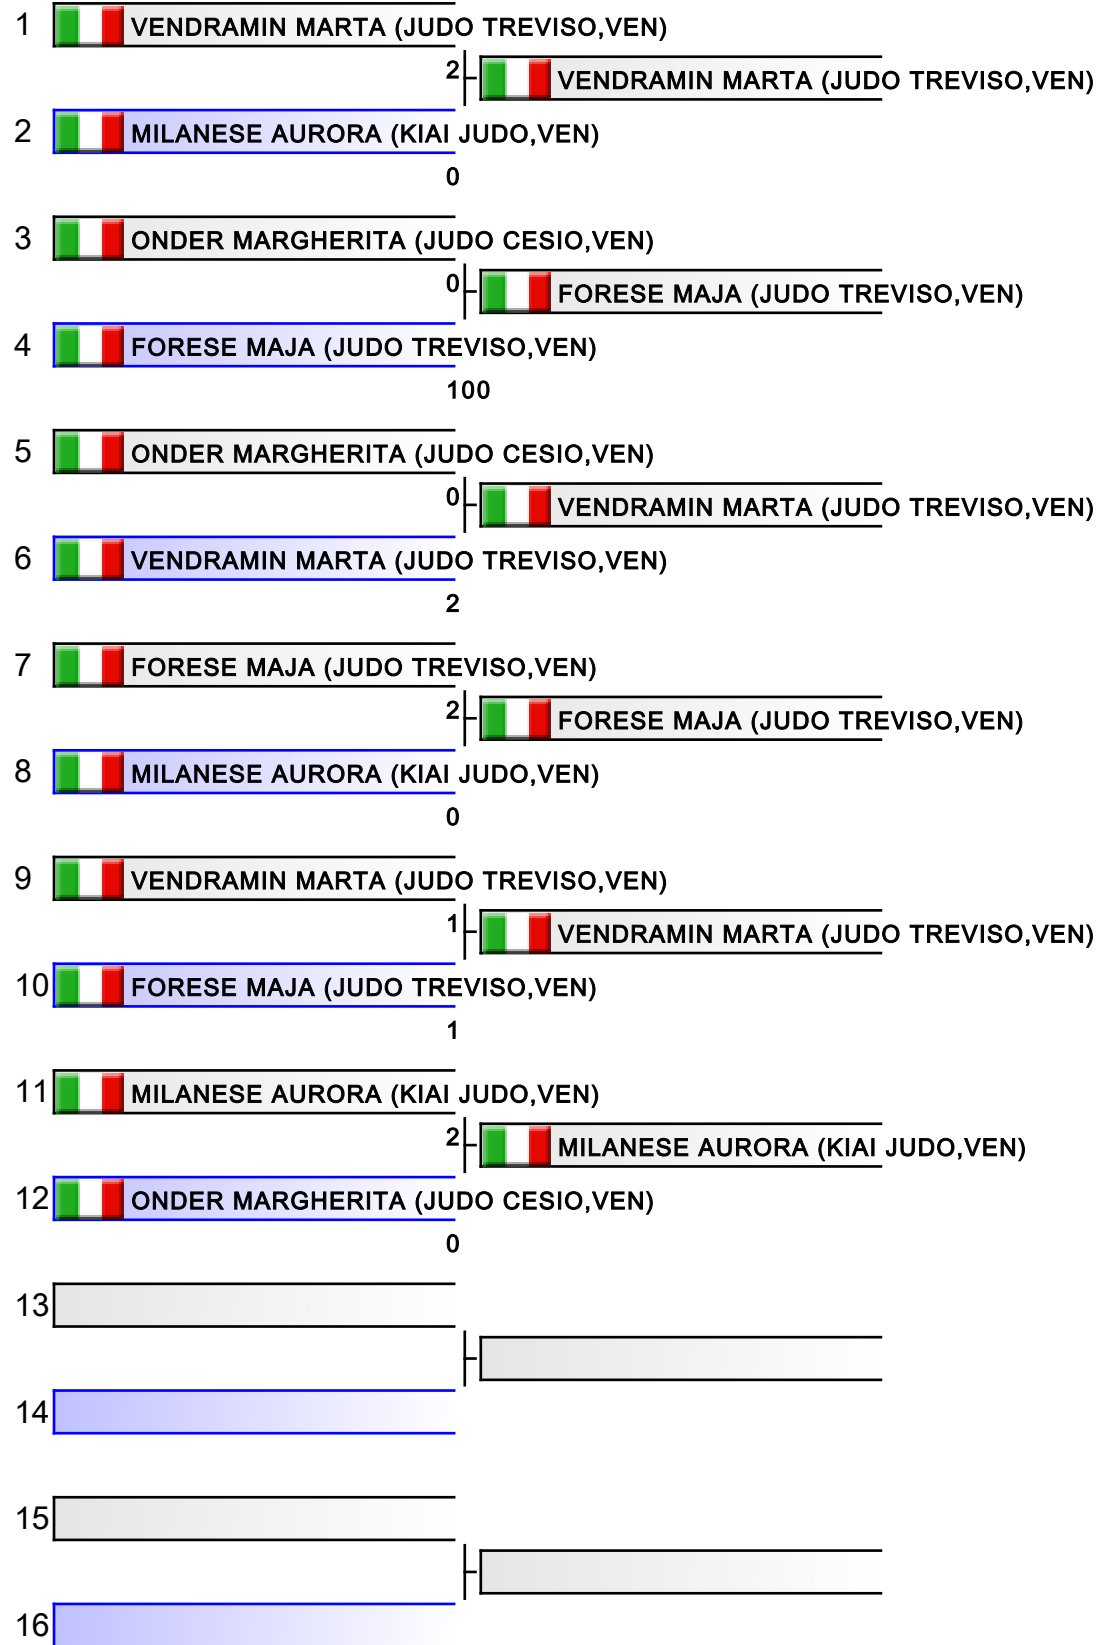 1 VENDRAMIN MARTA (JUDO TREVISO,VEN)
2 VENDRAMIN MARTA (JUDO TREVISO,VEN)
2 MILANESE AURORA (KIAI JUDO,VEN)
0
3 ONDER MARGHERITA (JUDO CESIO,VEN)
0 FORESE MAJA (JUDO TREVISO,VEN)
4 FORESE MAJA (JUDO TREVISO,VEN)
100
5 ONDER MARGHERITA (JUDO CESIO,VEN)
0 VENDRAMIN MARTA (JUDO TREVISO,VEN)
6 VENDRAMIN MARTA (JUDO TREVISO,VEN)
2
7 FORESE MAJA (JUDO TREVISO,VEN)
2 FORESE MAJA (JUDO TREVISO,VEN)
8 MILANESE AURORA (KIAI JUDO,VEN)
0
9 VENDRAMIN MARTA (JUDO TREVISO,VEN)
1 VENDRAMIN MARTA (JUDO TREVISO,VEN)
10 FORESE MAJA (JUDO TREVISO,VEN)
1
11 MILANESE AURORA (KIAI JUDO,VEN)
2 MILANESE AURORA (KIAI JUDO,VEN)
12 ONDER MARGHERITA (JUDO CESIO,VEN)
0
13
14
15
16